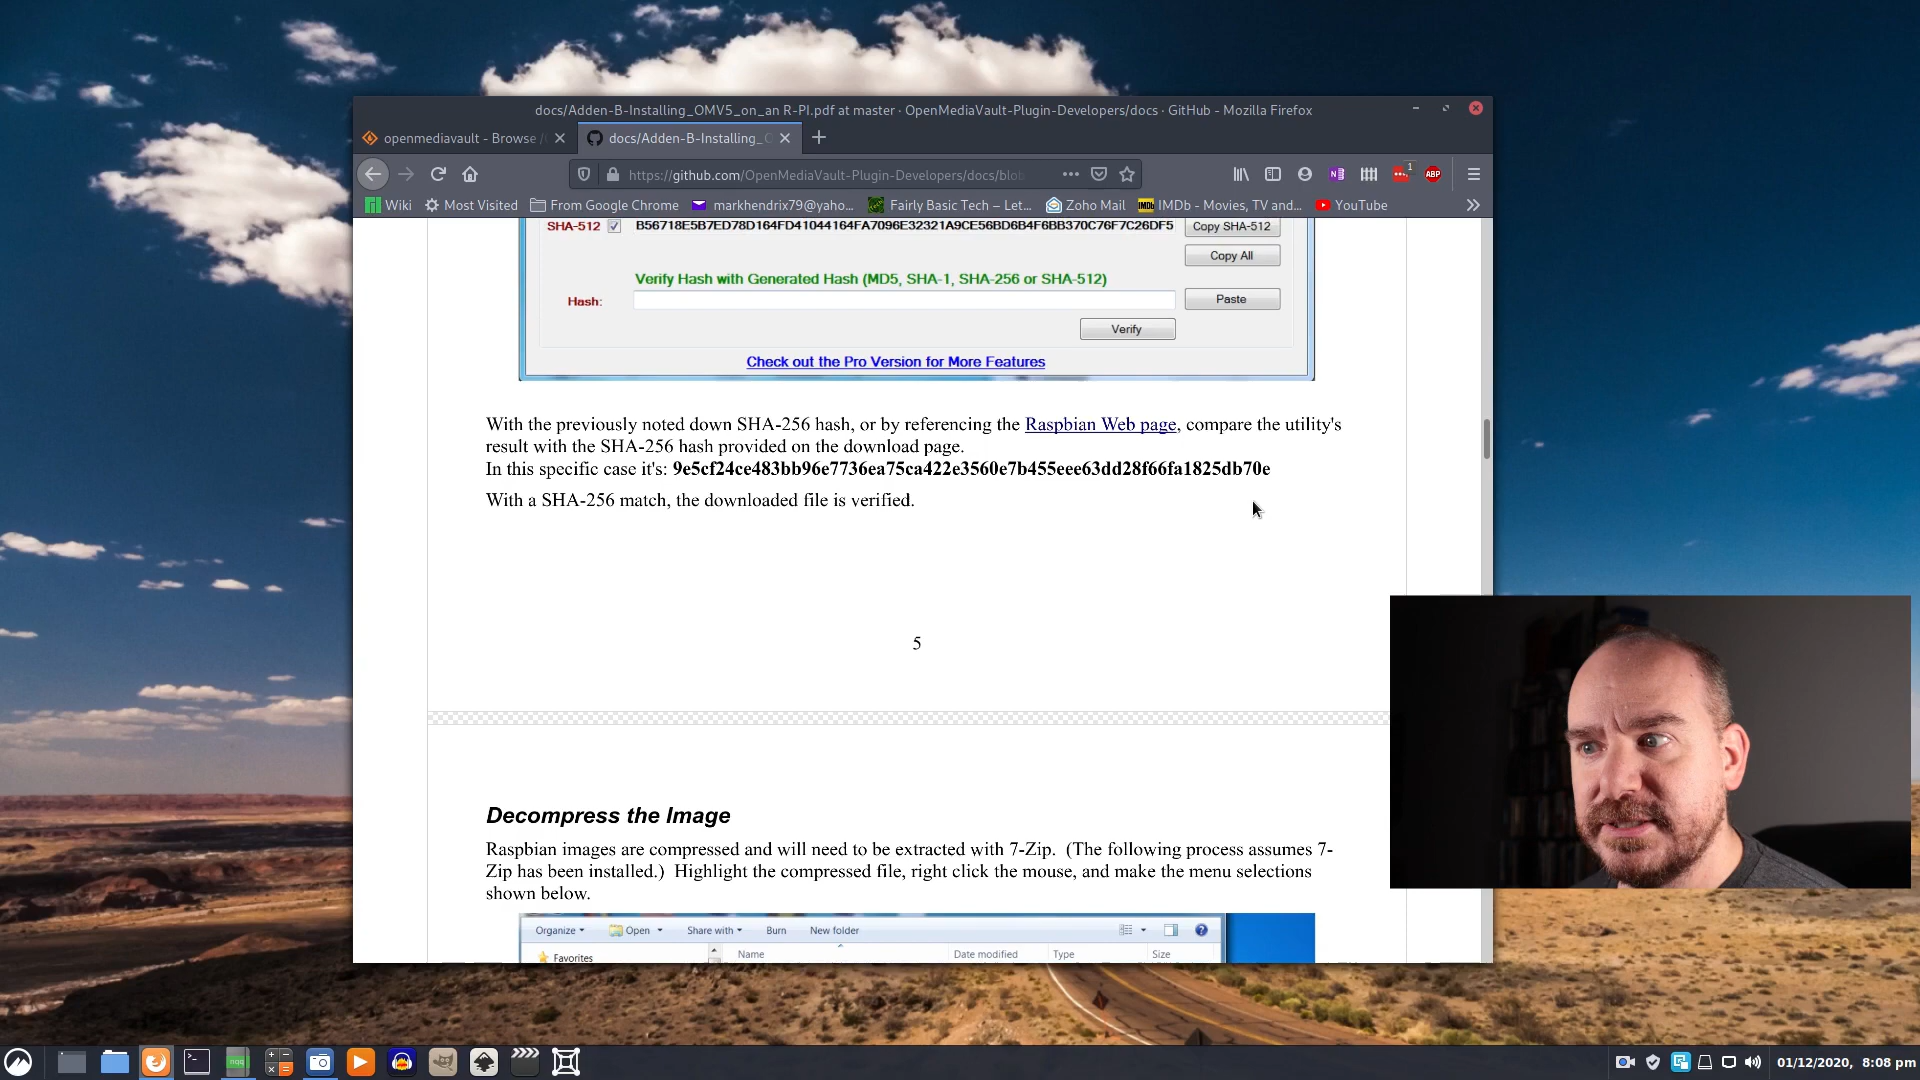 docs/Adden-B-Installing_OMV5_on_an R-PI.pdf at master · OpenMediaVault-Plugin-Developers/docs · GitHub - Mozilla Firefox
openmediavault - Browse /
docs/Adden-B-Installing_
https://github.com/OpenMediaVault-Plugin-Developers/docs/blob
1
ABP
Wiki
Most Visited
From Google Chrome
markhendrix79@yaho...
Fairly Basic Tech – Let...
Zoho Mail
IMDb - Movies, TV and...
YouTube
SHA-512
B56718E5B7ED78D164FD41044164FA7096E32321A9CE56BD6B4F6BB370C76F7C26DF5
Copy SHA-512
Copy All
Verify Hash with Generated Hash (MD5, SHA-1, SHA-256 or SHA-512)
Hash:
Paste
Verify
Check out the Pro Version for More Features
With the previously noted down SHA-256 hash, or by referencing the Raspbian Web page, compare the utility's
result with the SHA-256 hash provided on the download page.
In this specific case it's: 9e5cf24ce483bb96e7736ea75ca422e3560e7b455eee63dd28f66fa1825db70e
With a SHA-256 match, the downloaded file is verified.
5
Decompress the Image
Raspbian images are compressed and will need to be extracted with 7-Zip. (The following process assumes 7-
Zip has been installed.) Highlight the compressed file, right click the mouse, and make the menu selections
shown below.
Organize
Open
Share with
Burn
New folder
Favorites
Name
Date modified
Type
Size
nqq
01/12/2020, 8:08 pm